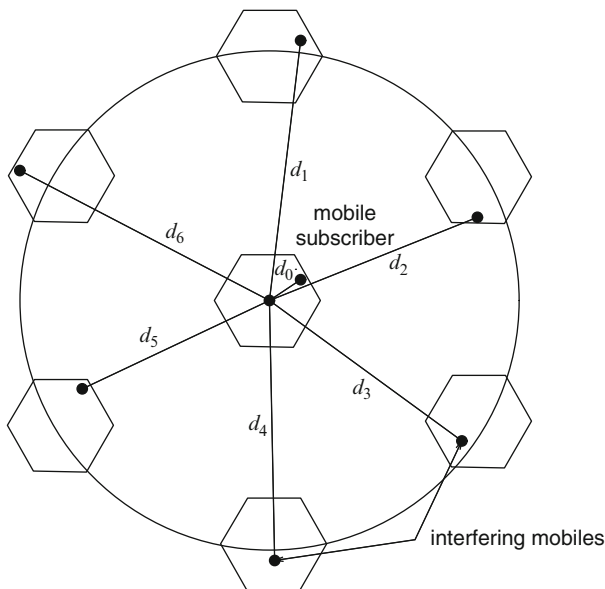 d1
mobile
subscriber
d6
d0
d2
d5
d3
d4
interfering mobiles